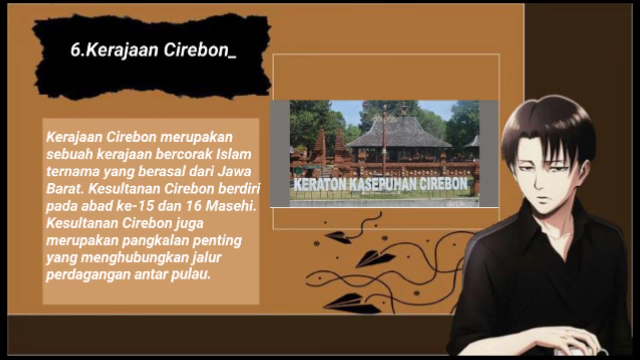 6.Kerajaan Cirebon_
Kerajaan Cirebon merupakan
sebuah kerajaan bercorak Islam
ternama yang berasal dari Jawa
Barat. Kesultanan Cirebon berdiri
pada abad ke-15 dan 16 Masehi.
Kesultanan Cirebon juga
merupakan pangkalan penting
yang menghubungkan jalur
perdagangan antar pulau.
KERATON KASEPUHAN CIREBON